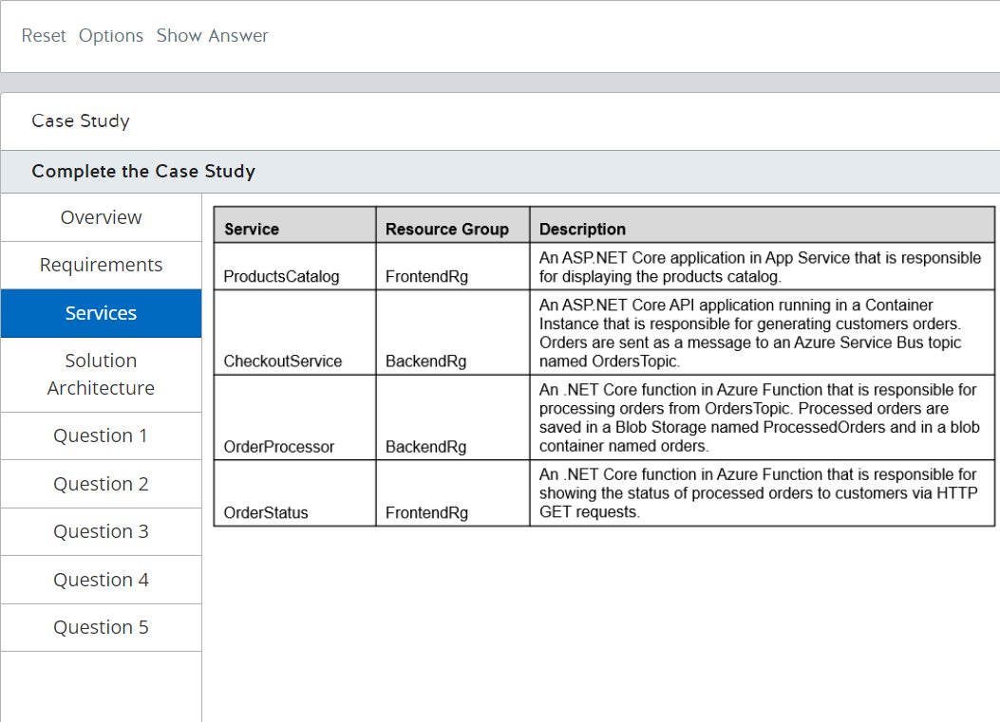 Reset Options Show Answer
Case Study
Complete the Case Study
Overview
Requirements
Services
Solution
Architecture
Question 1
Question 2
Question 3
Question 4
Question 5
Service Resource Group Description
An ASP.NET Core application in App Service that is responsible
ProductsCatalog FrontendRg for displaying the products catalog.
An ASP.NET Core API application running in a Container
Instance that is responsible for generating customers orders.
Orders are sent as a message to an Azure Service Bus topic
CheckoutService BackendRg named OrdersTopic.
An .NET Core function in Azure Function that is responsible for
processing orders from OrdersTopic. Processed orders are
saved in a Blob Storage named ProcessedOrders and in a blob
OrderProcessor BackendRg container named orders.
An .NET Core function in Azure Function that is responsible for
showing the status of processed orders to customers via HTTP
OrderStatus FrontendRg GET requests.